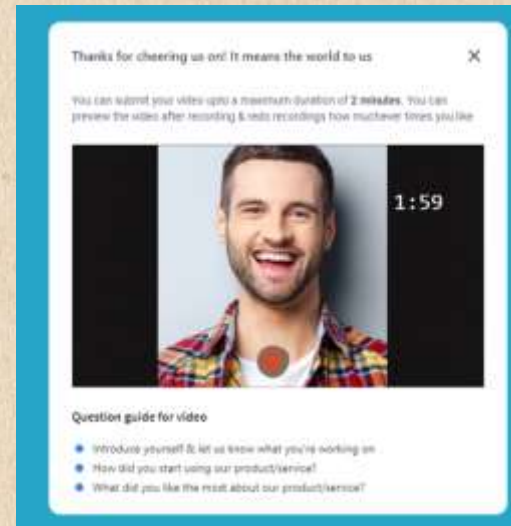 Thanks for cheering us on! It means the world to us
You can submit your video upto a maximum duration of 2 minutes. You can
preview the video after recording & redo recordings how muchever times you like
1:59
Question guide for video
Introduce yourself & let us know what you're working on
How did you start using our product/service?
What did you like the most about our product/service?